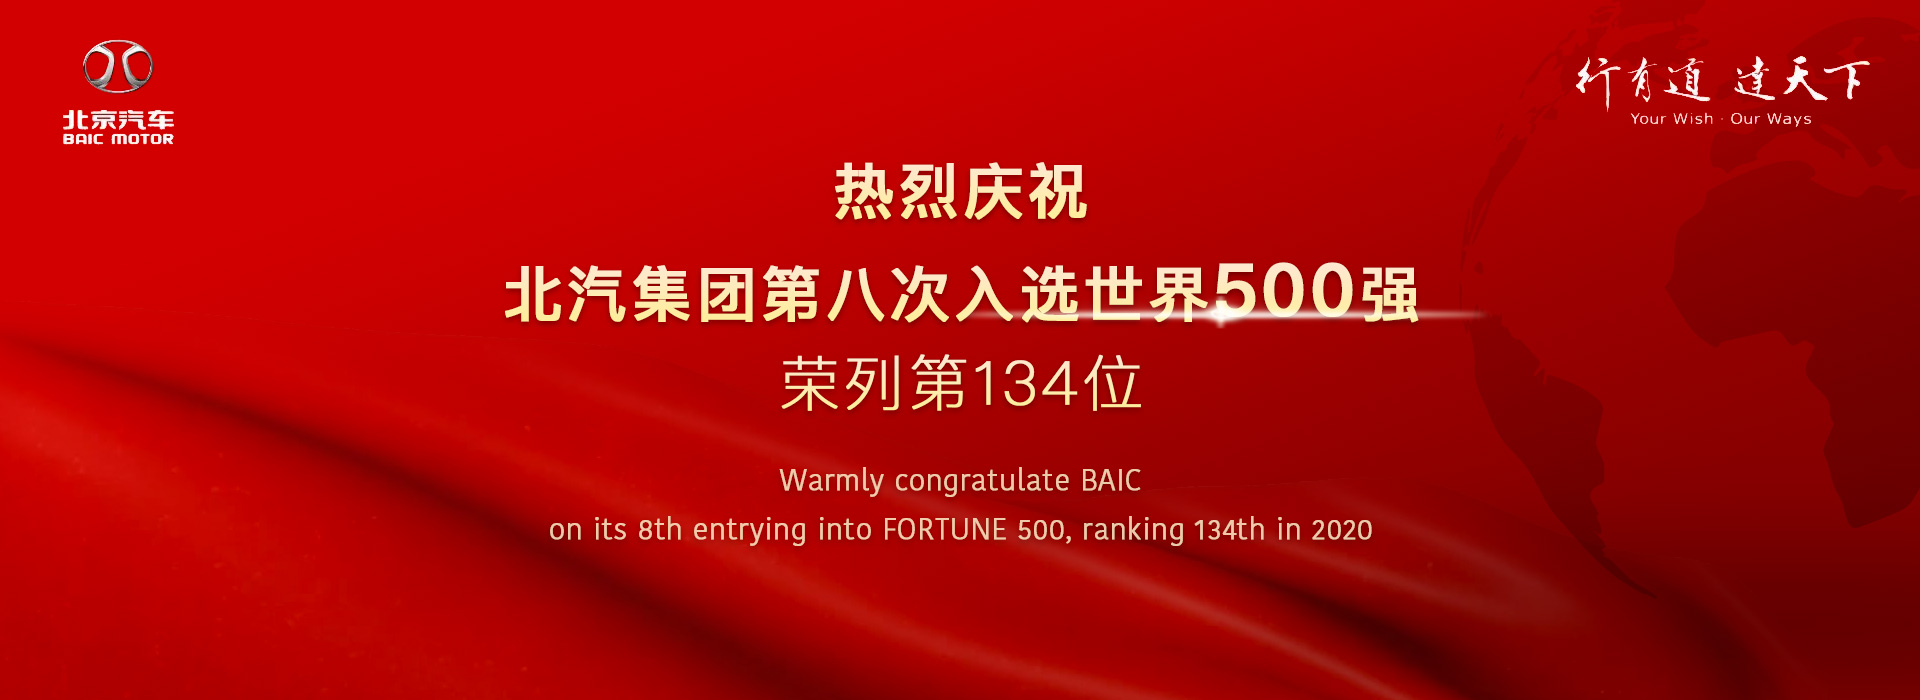 北京汽车
BAIC MOTOR
行有道 達天下
Your Wish · Our Ways
热烈庆祝
北汽集团第八次入选世界500强
荣列第134位
Warmly congratulate BAIC
on its 8th entrying into FORTUNE 500, ranking 134th in 2020